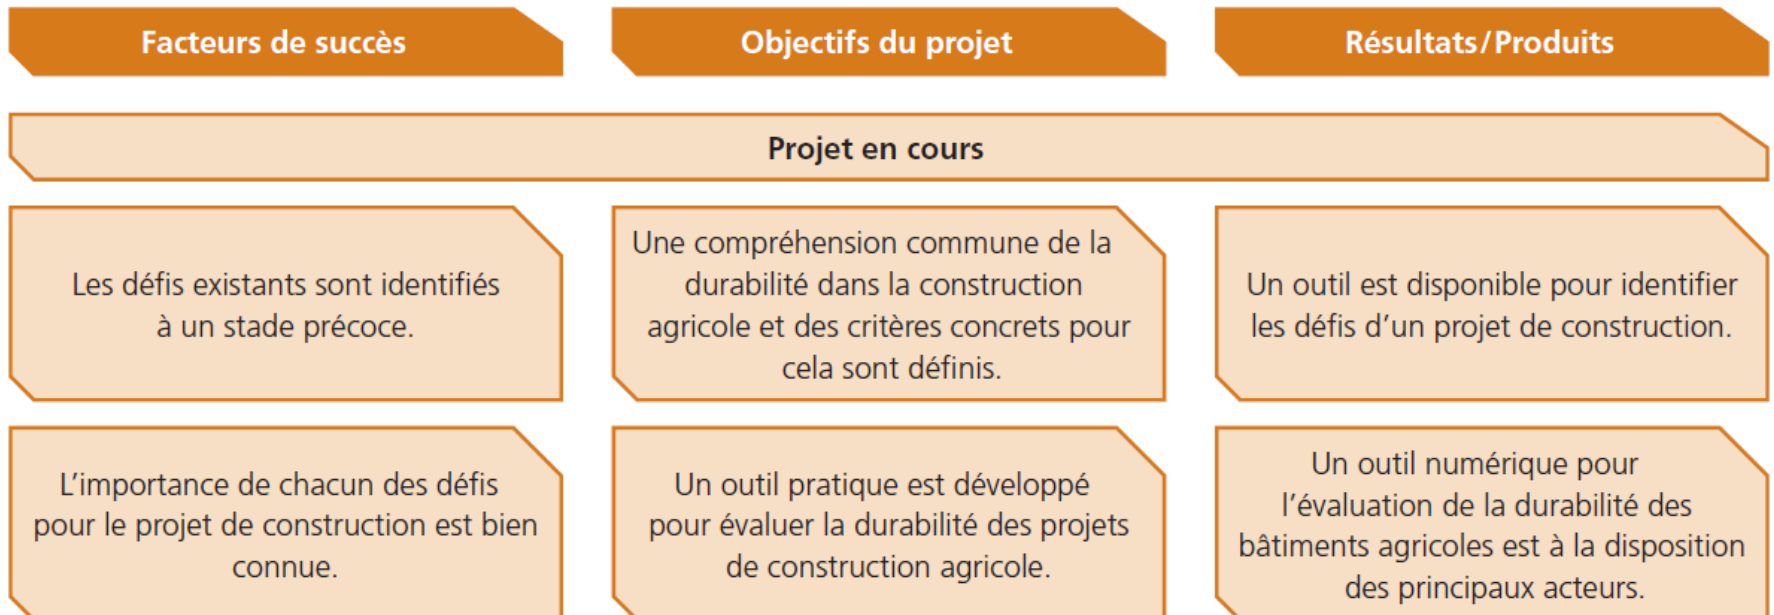 Facteurs de succès
Objectifs du projet
Résultats/Produits
Projet en cours
Les défis existants sont identifiés
à un stade précoce.
Une compréhension commune de la
durabilité dans la construction
agricole et des critères concrets pour
cela sont définis.
Un outil est disponible pour identifier
les défis d’un projet de construction.
L’importance de chacun des défis
pour le projet de construction est bien
connue.
Un outil pratique est développé
pour évaluer la durabilité des projets
de construction agricole.
Un outil numérique pour
l’évaluation de la durabilité des
bâtiments agricoles est à la disposition
des principaux acteurs.